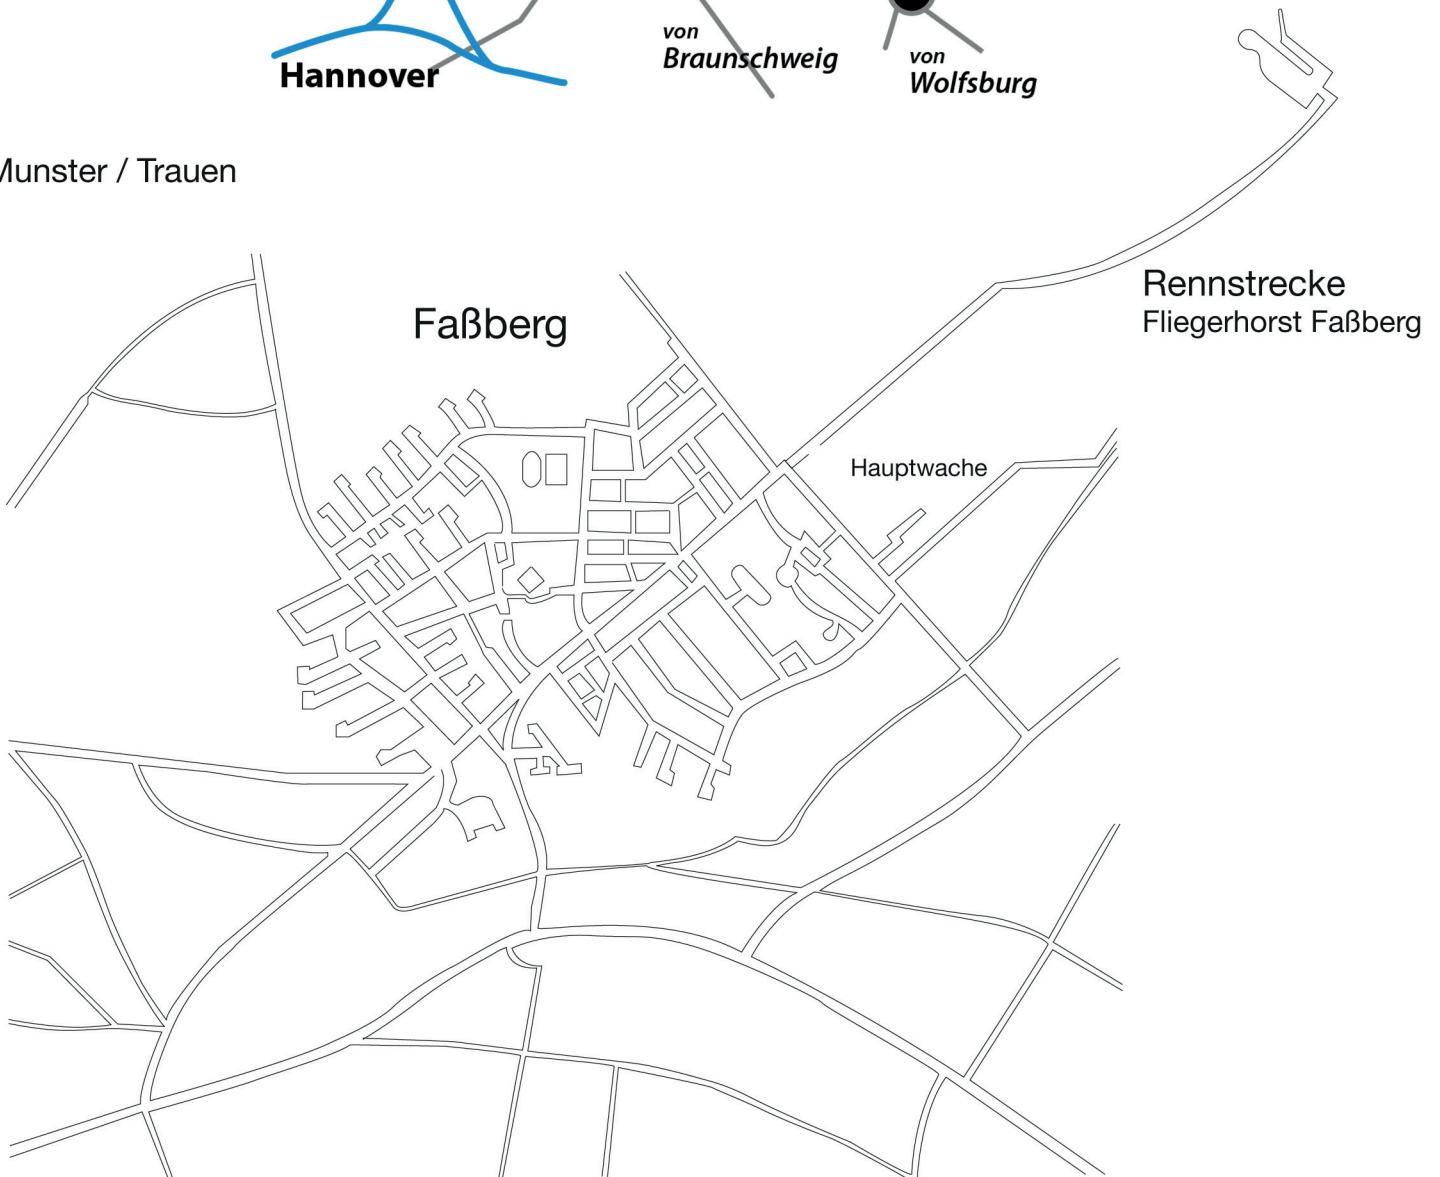 von
Braunschweig
von
Wolfsburg
Hannover
Munster / Trauen
Rennstrecke
Fliegerhorst Faßberg
Faßberg
Hauptwache